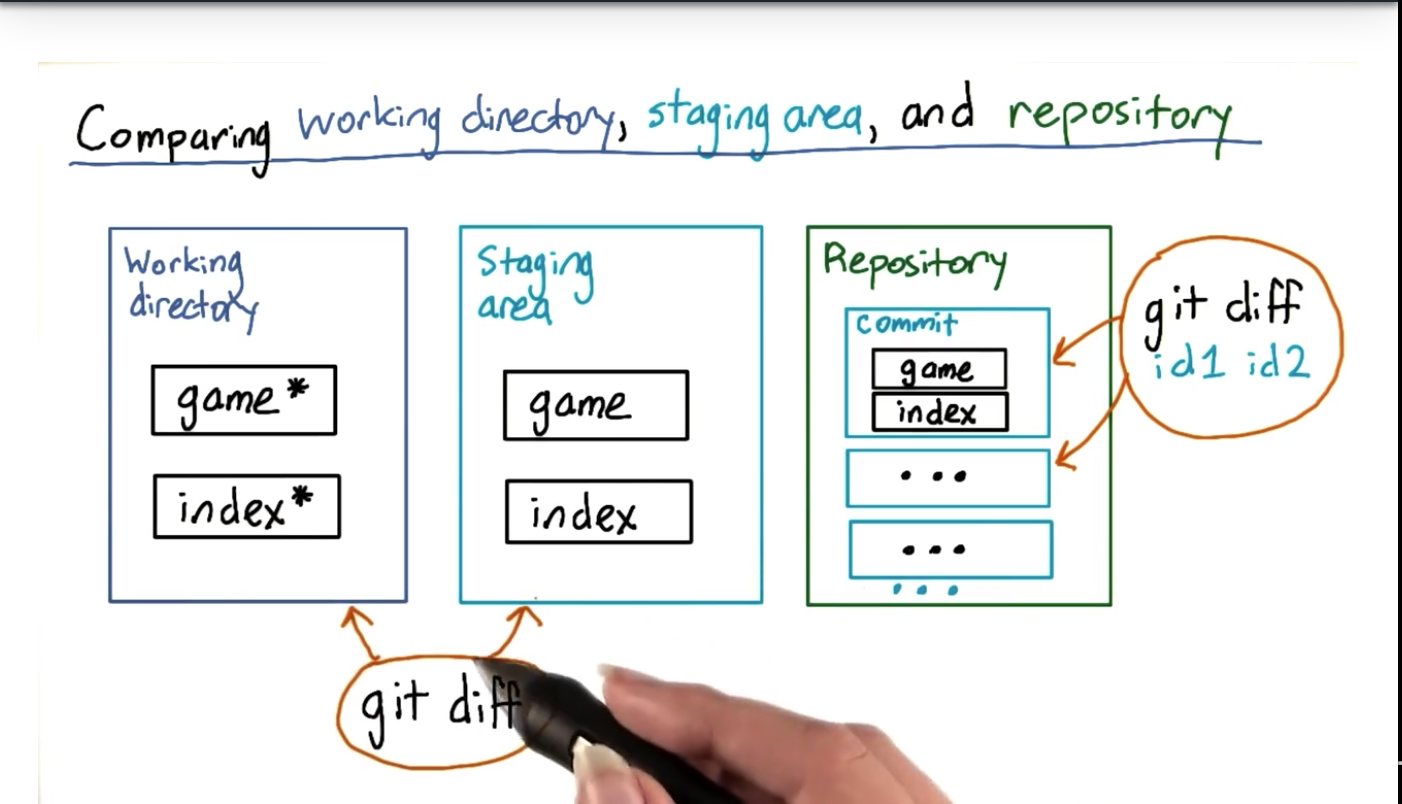 Comparing working directory, staging area, and repository
Working
directory
game*
index*
Staging
area
game
index
Repository
commit
game
index
...
...
...
git diff
id1 id2
git diff